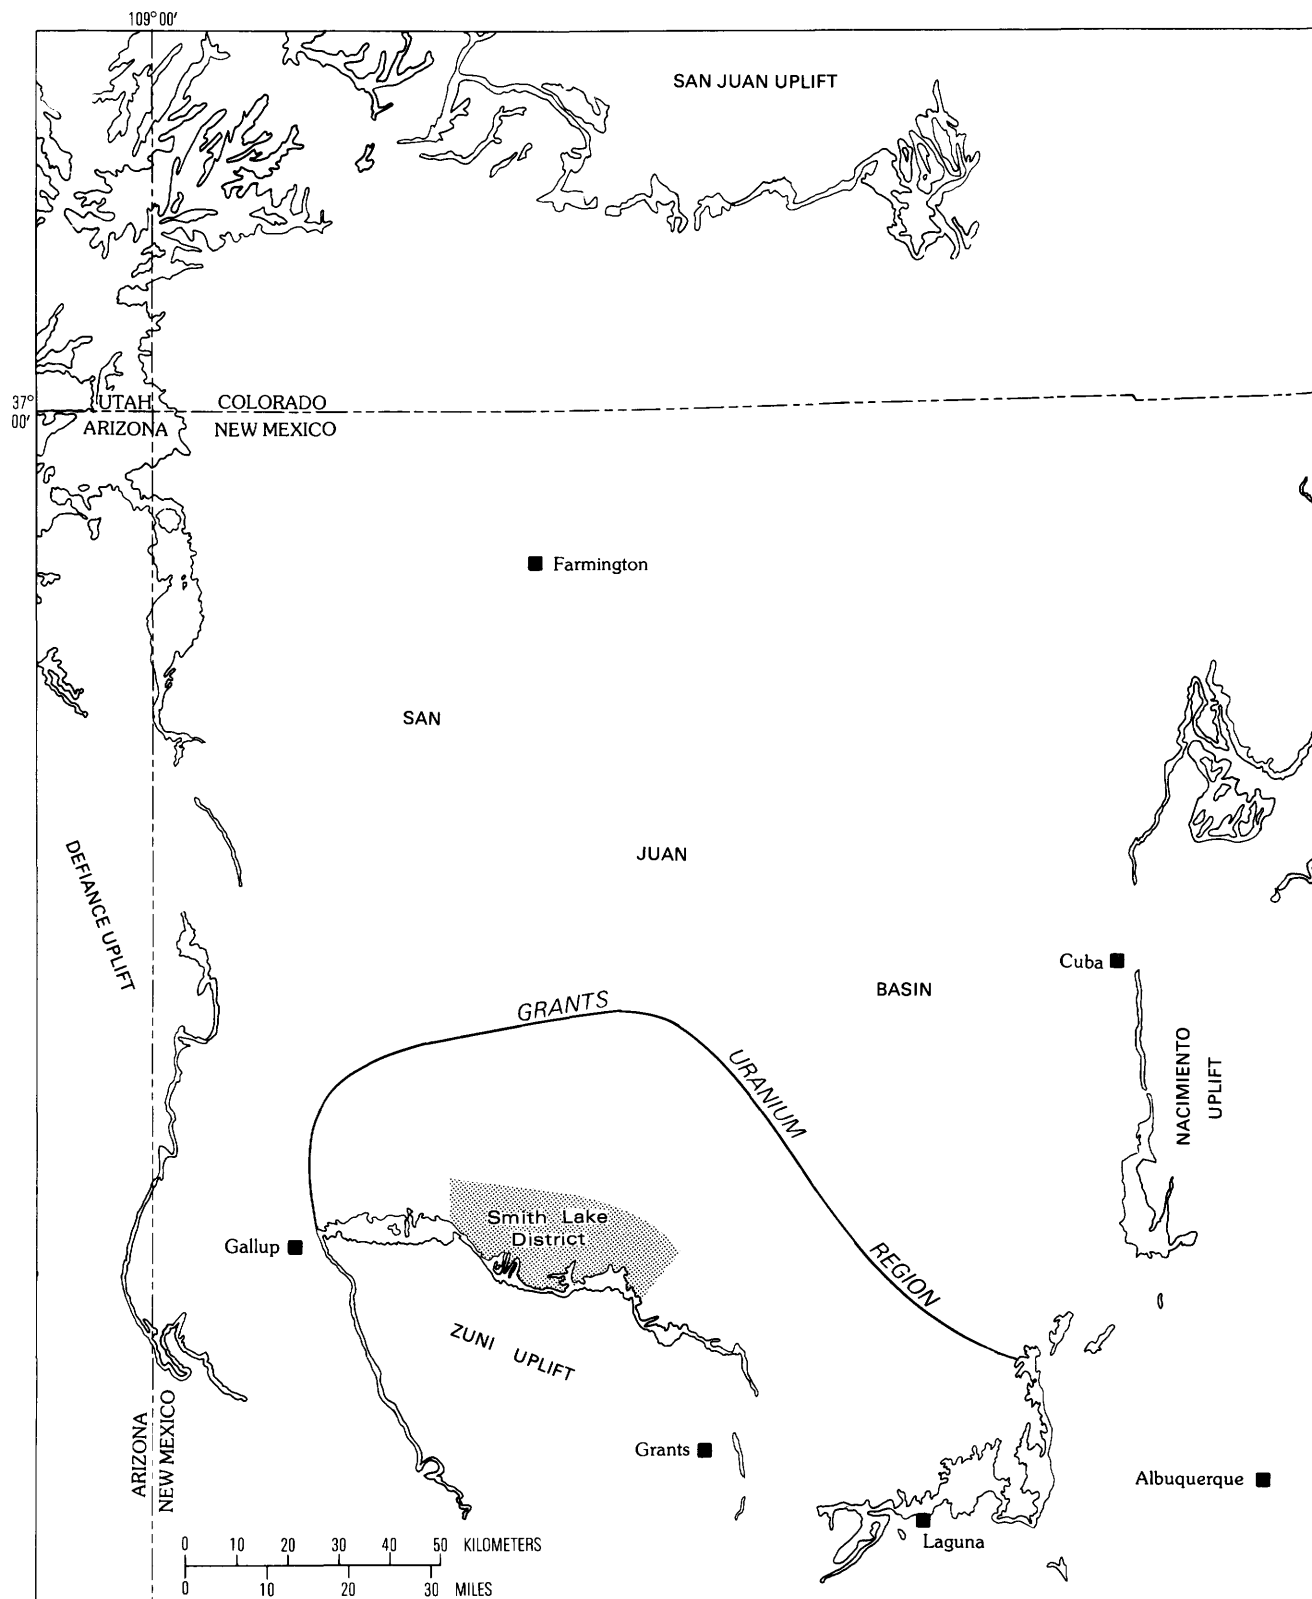 109° 00'
SAN JUAN UPLIFT
37°
00'
UTAH COLORADO
ARIZONA NEW MEXICO
Farmington
SAN
JUAN
DEFIANCE UPLIFT
Cuba
BASIN
GRANTS
URANIUM
REGION
NACIMIENTO
UPLIFT
Smith Lake
District
Gallup
ZUNI UPLIFT
ARIZONA
NEW MEXICO
Grants
Albuquerque
Laguna
0 10 20 30 40 50 KILOMETERS
0 10 20 30 MILES